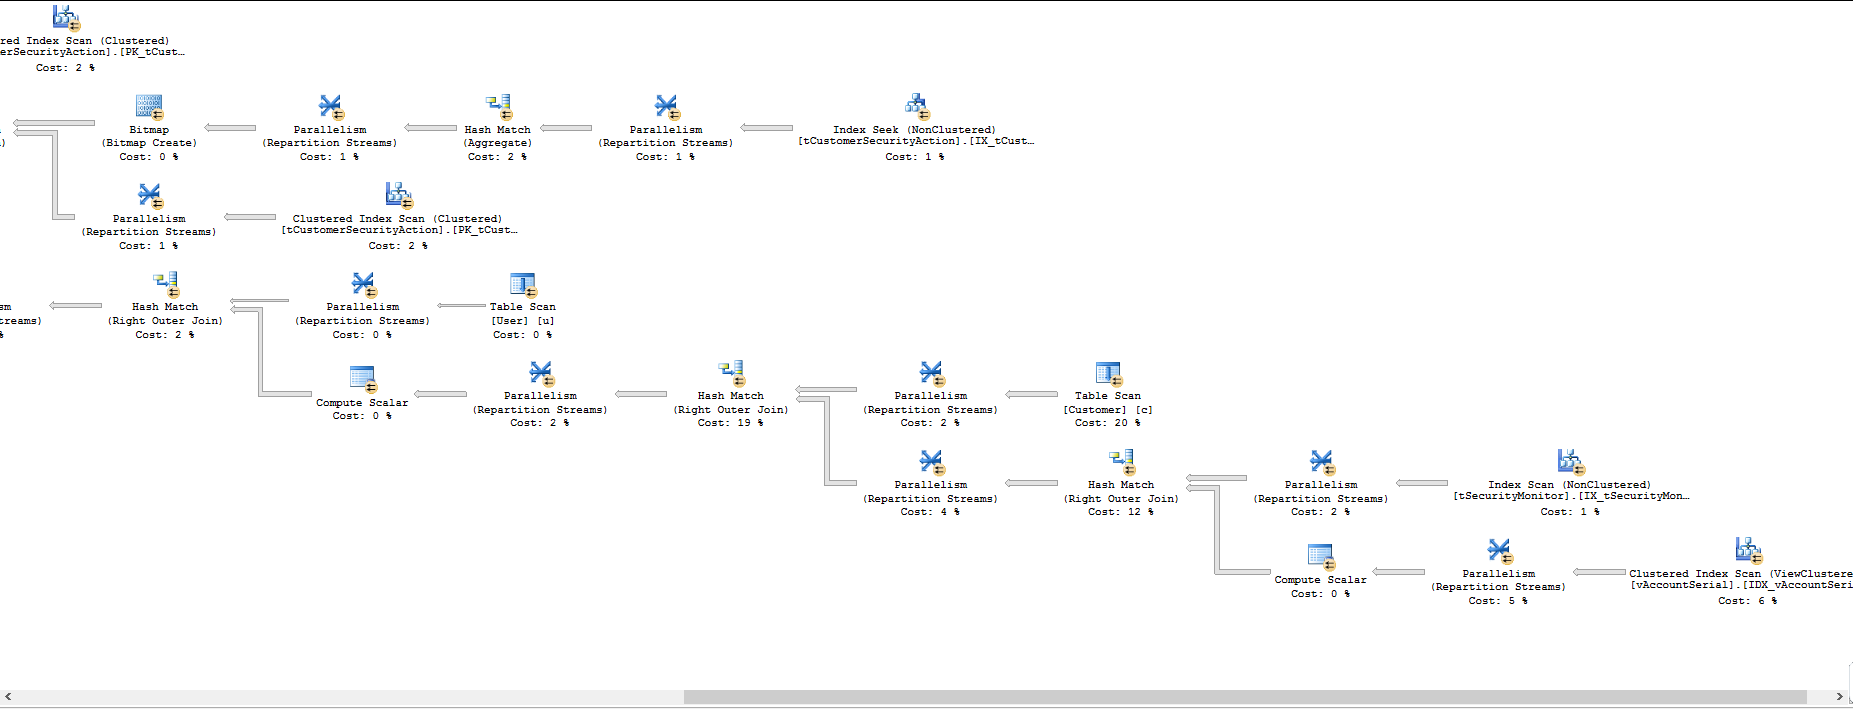 red Index Scan (Clustered)
erSecurityAction].[PK_tCust…
Cost: 2 %
)
Bitmap
(Bitmap Create)
Cost: 0 %
Parallelism
(Repartition Streams)
Cost: 1 %
Hash Match
(Aggregate)
Cost: 2 %
Parallelism
(Repartition Streams)
Cost: 1 %
Index Seek (NonClustered)
[tCustomerSecurityAction].[IX_tCust…
Cost: 1 %
Parallelism
(Repartition Streams)
Cost: 1 %
Clustered Index Scan (Clustered)
[tCustomerSecurityAction].[PK_tCust…
Cost: 2 %
sm
treams)
%
Hash Match
(Right Outer Join)
Cost: 2 %
Parallelism
(Repartition Streams)
Cost: 0 %
Table Scan
[User] [u]
Cost: 0 %
Compute Scalar
Cost: 0 %
Parallelism
(Repartition Streams)
Cost: 2 %
Hash Match
(Right Outer Join)
Cost: 19 %
Parallelism
(Repartition Streams)
Cost: 2 %
Table Scan
[Customer] [c]
Cost: 20 %
Parallelism
(Repartition Streams)
Cost: 4 %
Hash Match
(Right Outer Join)
Cost: 12 %
Parallelism
(Repartition Streams)
Cost: 2 %
Index Scan (NonClustered)
[tSecurityMonitor].[IX_tSecurityMon…
Cost: 1 %
Compute Scalar
Cost: 0 %
Parallelism
(Repartition Streams)
Cost: 5 %
Clustered Index Scan (ViewClustere
[vAccountSerial].[IDX_vAccountSeri
Cost: 6 %